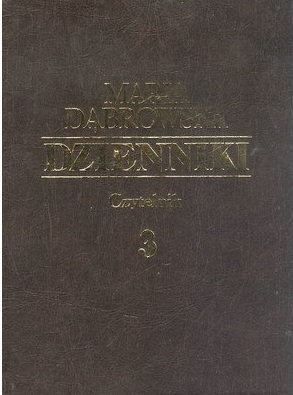 MARIA
DĄBROWSKA
DZIENNIKI
Czytelnik
3